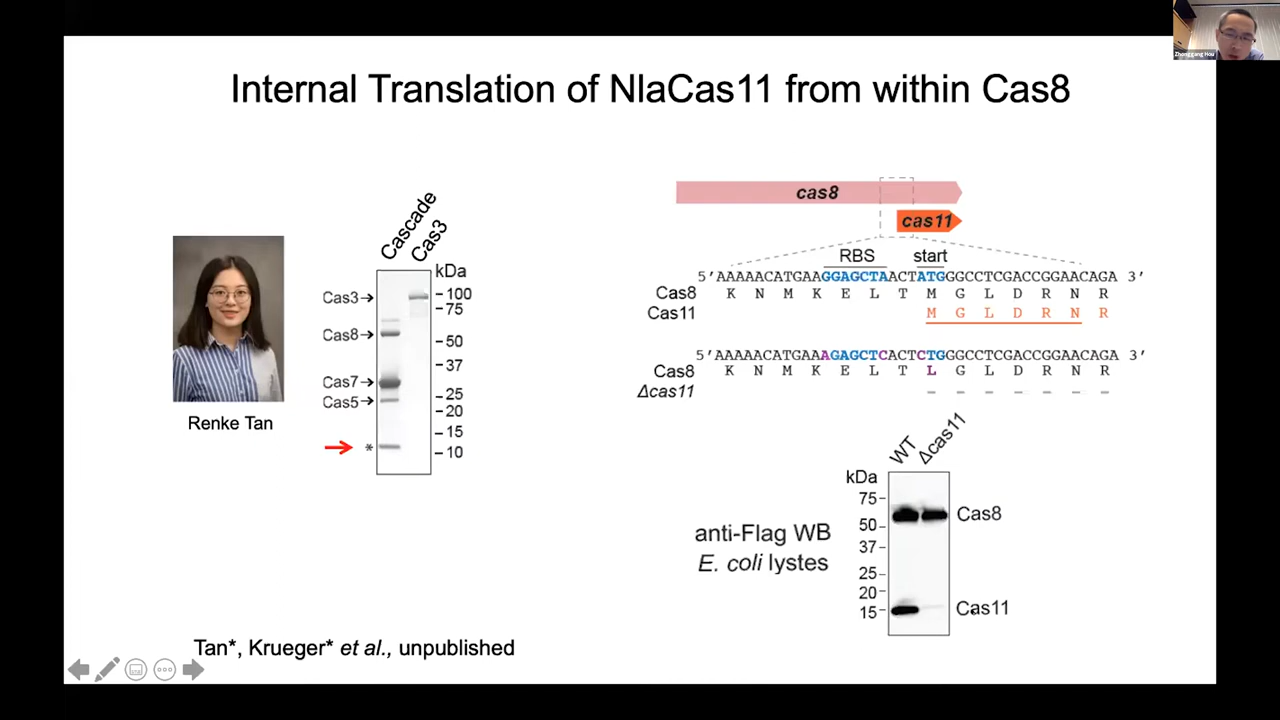 Zhonggang Hou
Internal Translation of NlaCas11 from within Cas8
Renke Tan
Cascade
Cas3
kDa
Cas3
Cas8
Cas7
Cas5
*
100
75
50
37
25
20
15
10
cas8
cas11
RBS
start
5’AAAAACATGAAGGAGCTAACTATGGGCCTCGACCGGAACAGA 3’
Cas8 K N M K E L T M G L D R N R
Cas11 M G L D R N R
5’AAAAACATGAAAGAGCTCACTCTGGGCCTCGACCGGAACAGA 3’
Cas8 K N M K E L T L G L D R N R
Δcas11 – – – – – – –
WT
Δcas11
kDa
75
50
37
25
20
15
Cas8
Cas11
anti-Flag WB
E. coli lystes
Tan*, Krueger* et al., unpublished